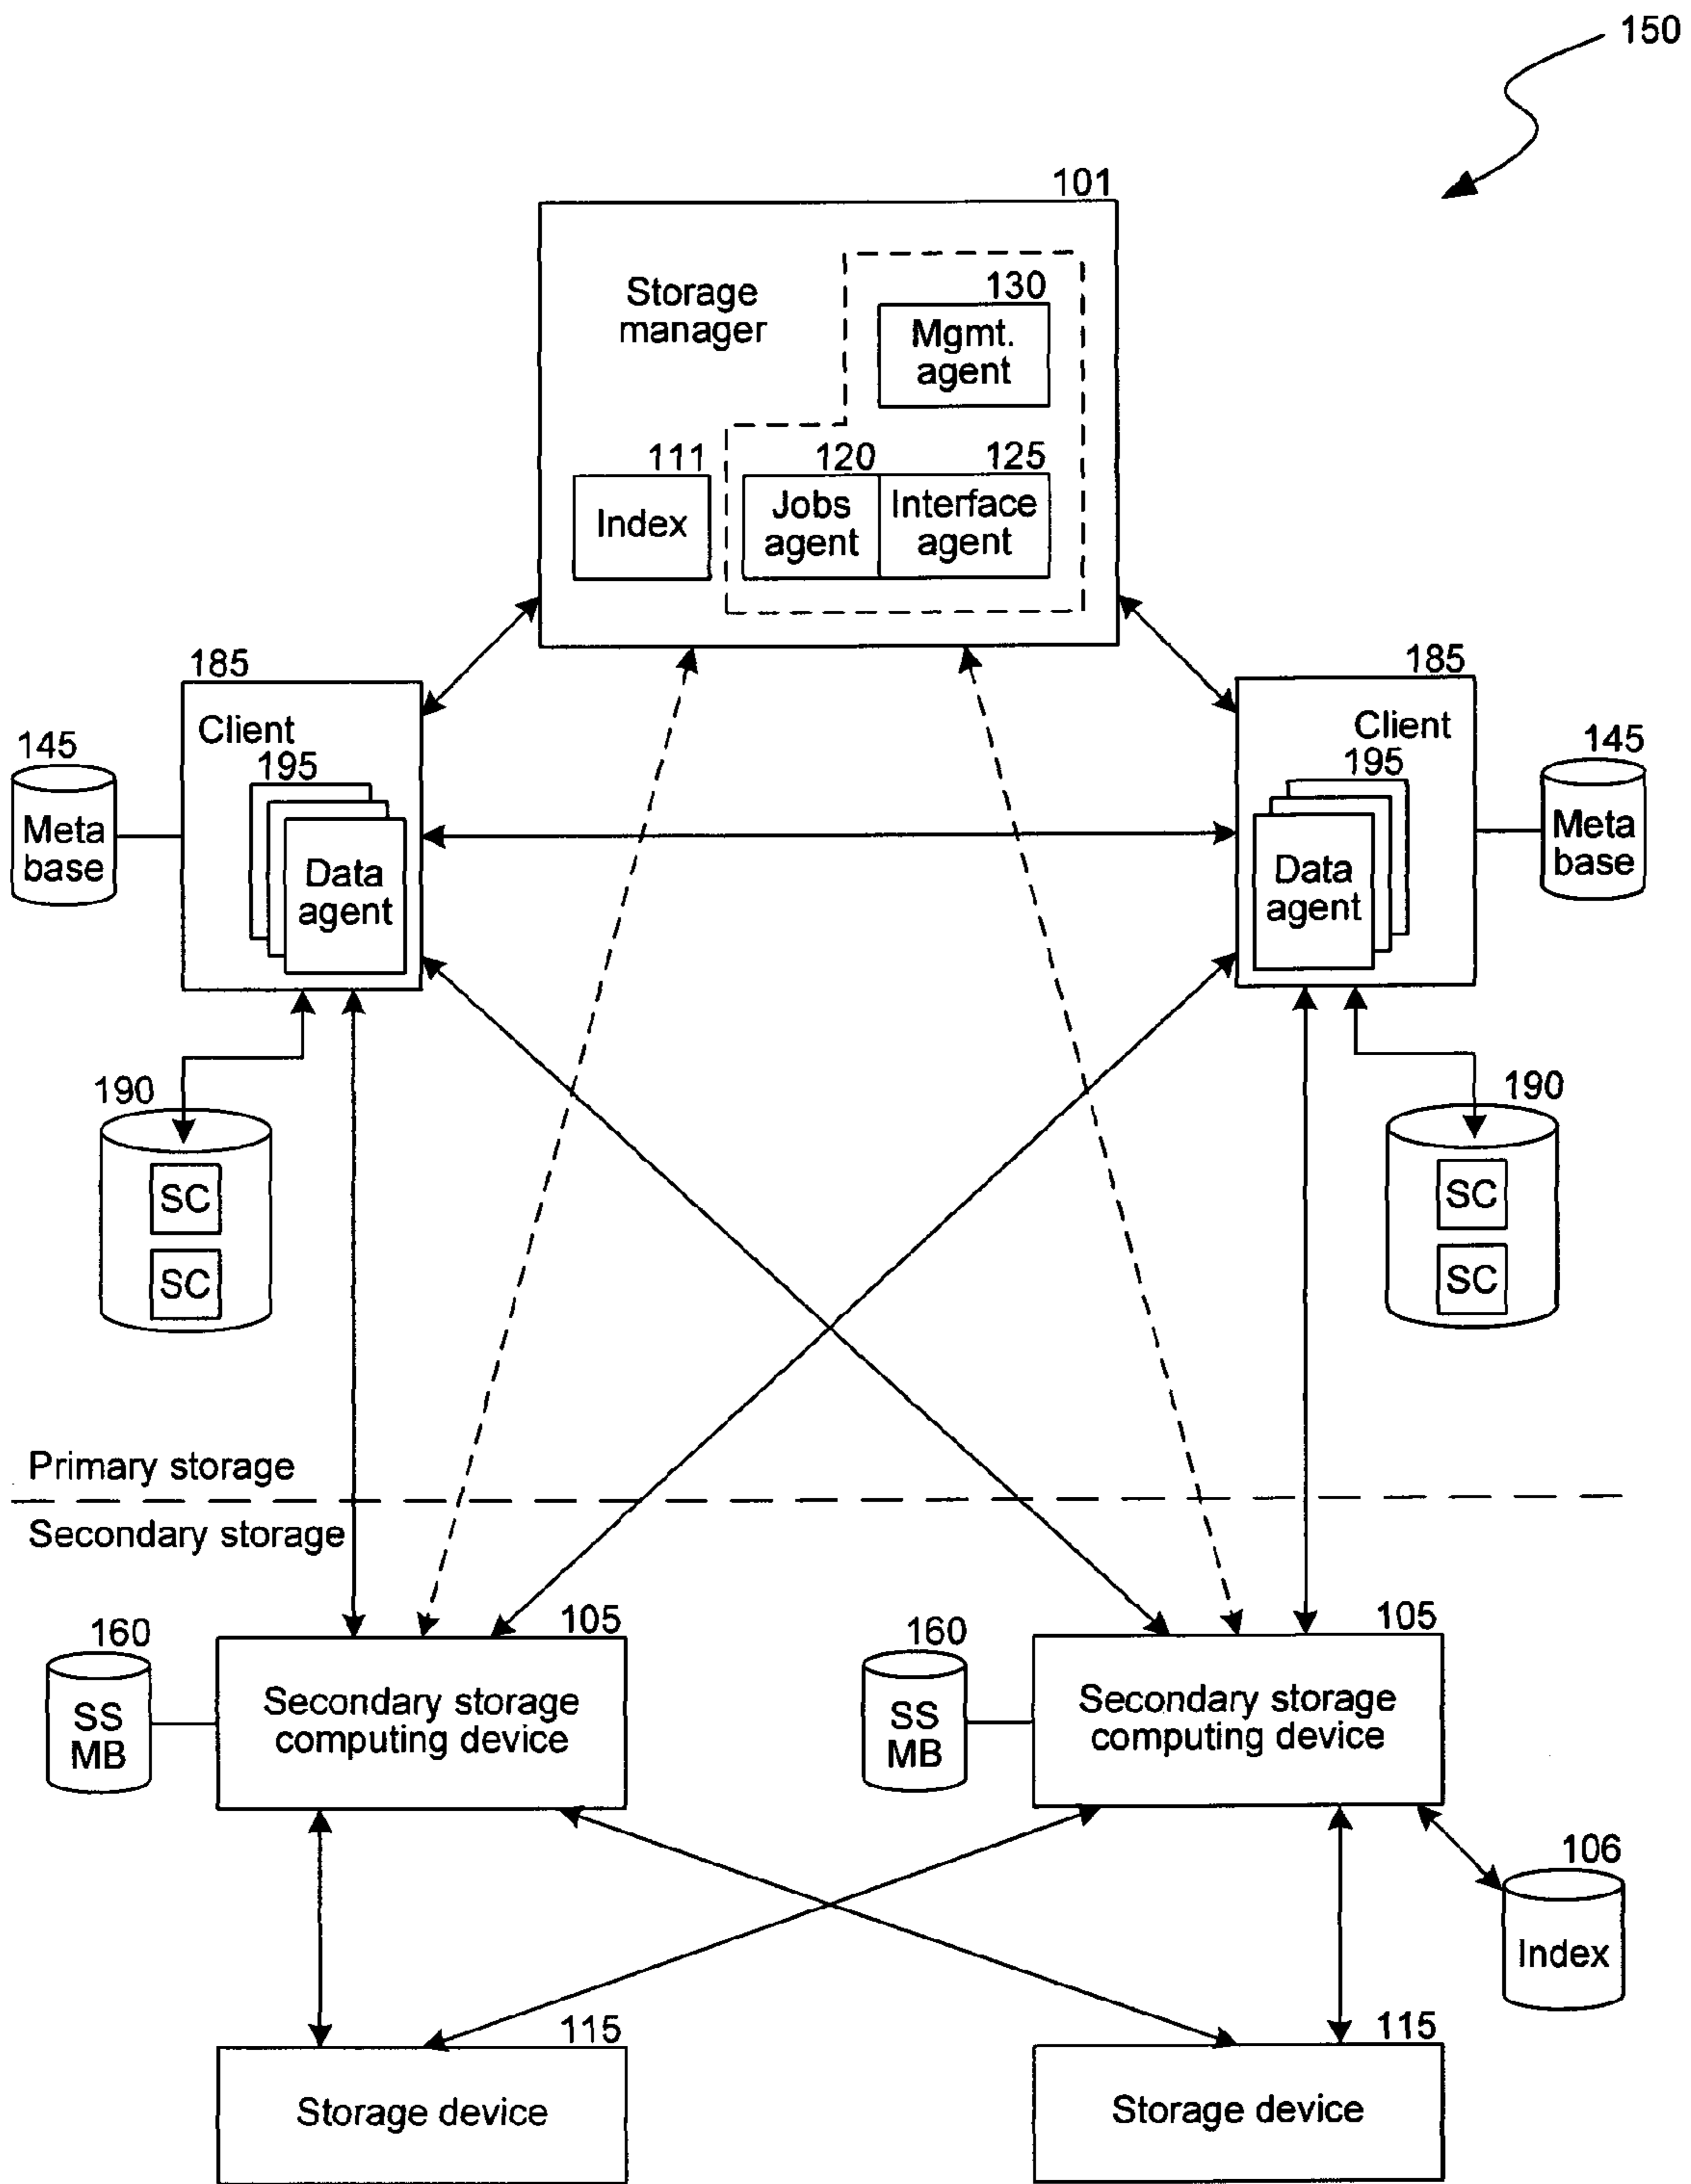 150
101
Storage
manager
130
Mgmt.
agent
111
Index
120
Jobs
agent
125
Interface
agent
185
Client
195
Data
agent
145
Meta
base
185
Client
195
Data
agent
145
Meta
base
190
SC
SC
190
SC
SC
Primary storage
Secondary storage
160
SS
MB
105
Secondary storage
computing device
160
SS
MB
105
Secondary storage
computing device
106
Index
115
Storage device
115
Storage device